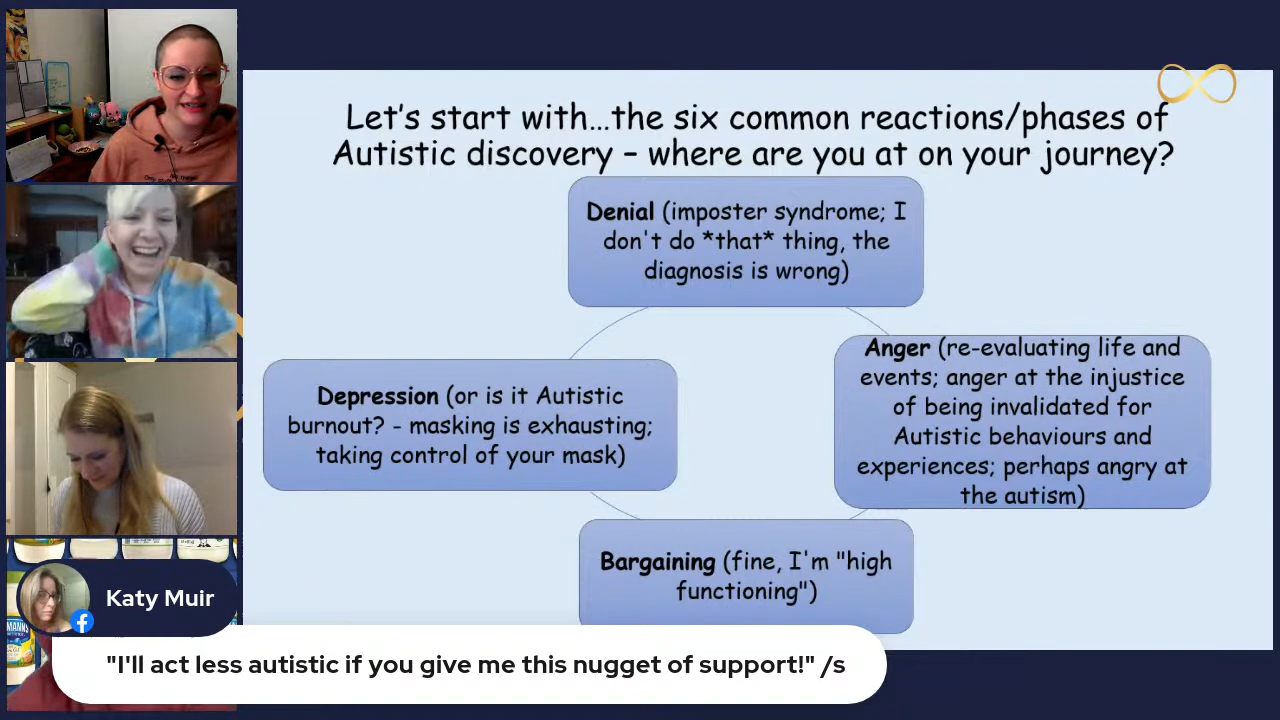 Let's start with…the six common reactions/phases of
Autistic discovery – where are you at on your journey?
Denial (imposter syndrome; I
don't do *that* thing, the
diagnosis is wrong)
Anger (re-evaluating life and
events; anger at the injustice
of being invalidated for
Autistic behaviours and
experiences; perhaps angry at
the autism)
Depression (or is it Autistic
burnout? - masking is exhausting;
taking control of your mask)
Bargaining (fine, I'm "high
functioning")
Katy Muir
"I'll act less autistic if you give me this nugget of support!" /s